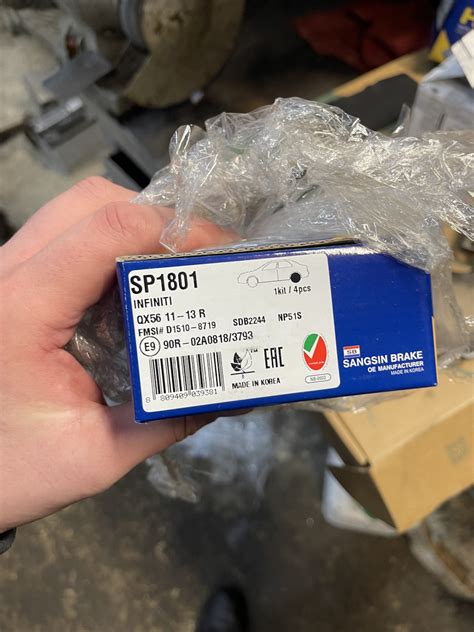 SP1801
INFINITI
1kit / 4pcs
QX56 11-13 R
FMSI# D1510-8719 SDB2244 NP51S
E9 90R-02A0818/3793
TM
EAC
MADE IN KOREA
8 809409 039381
SANGSIN BRAKE
OE MANUFACTURER
MADE IN KOREA